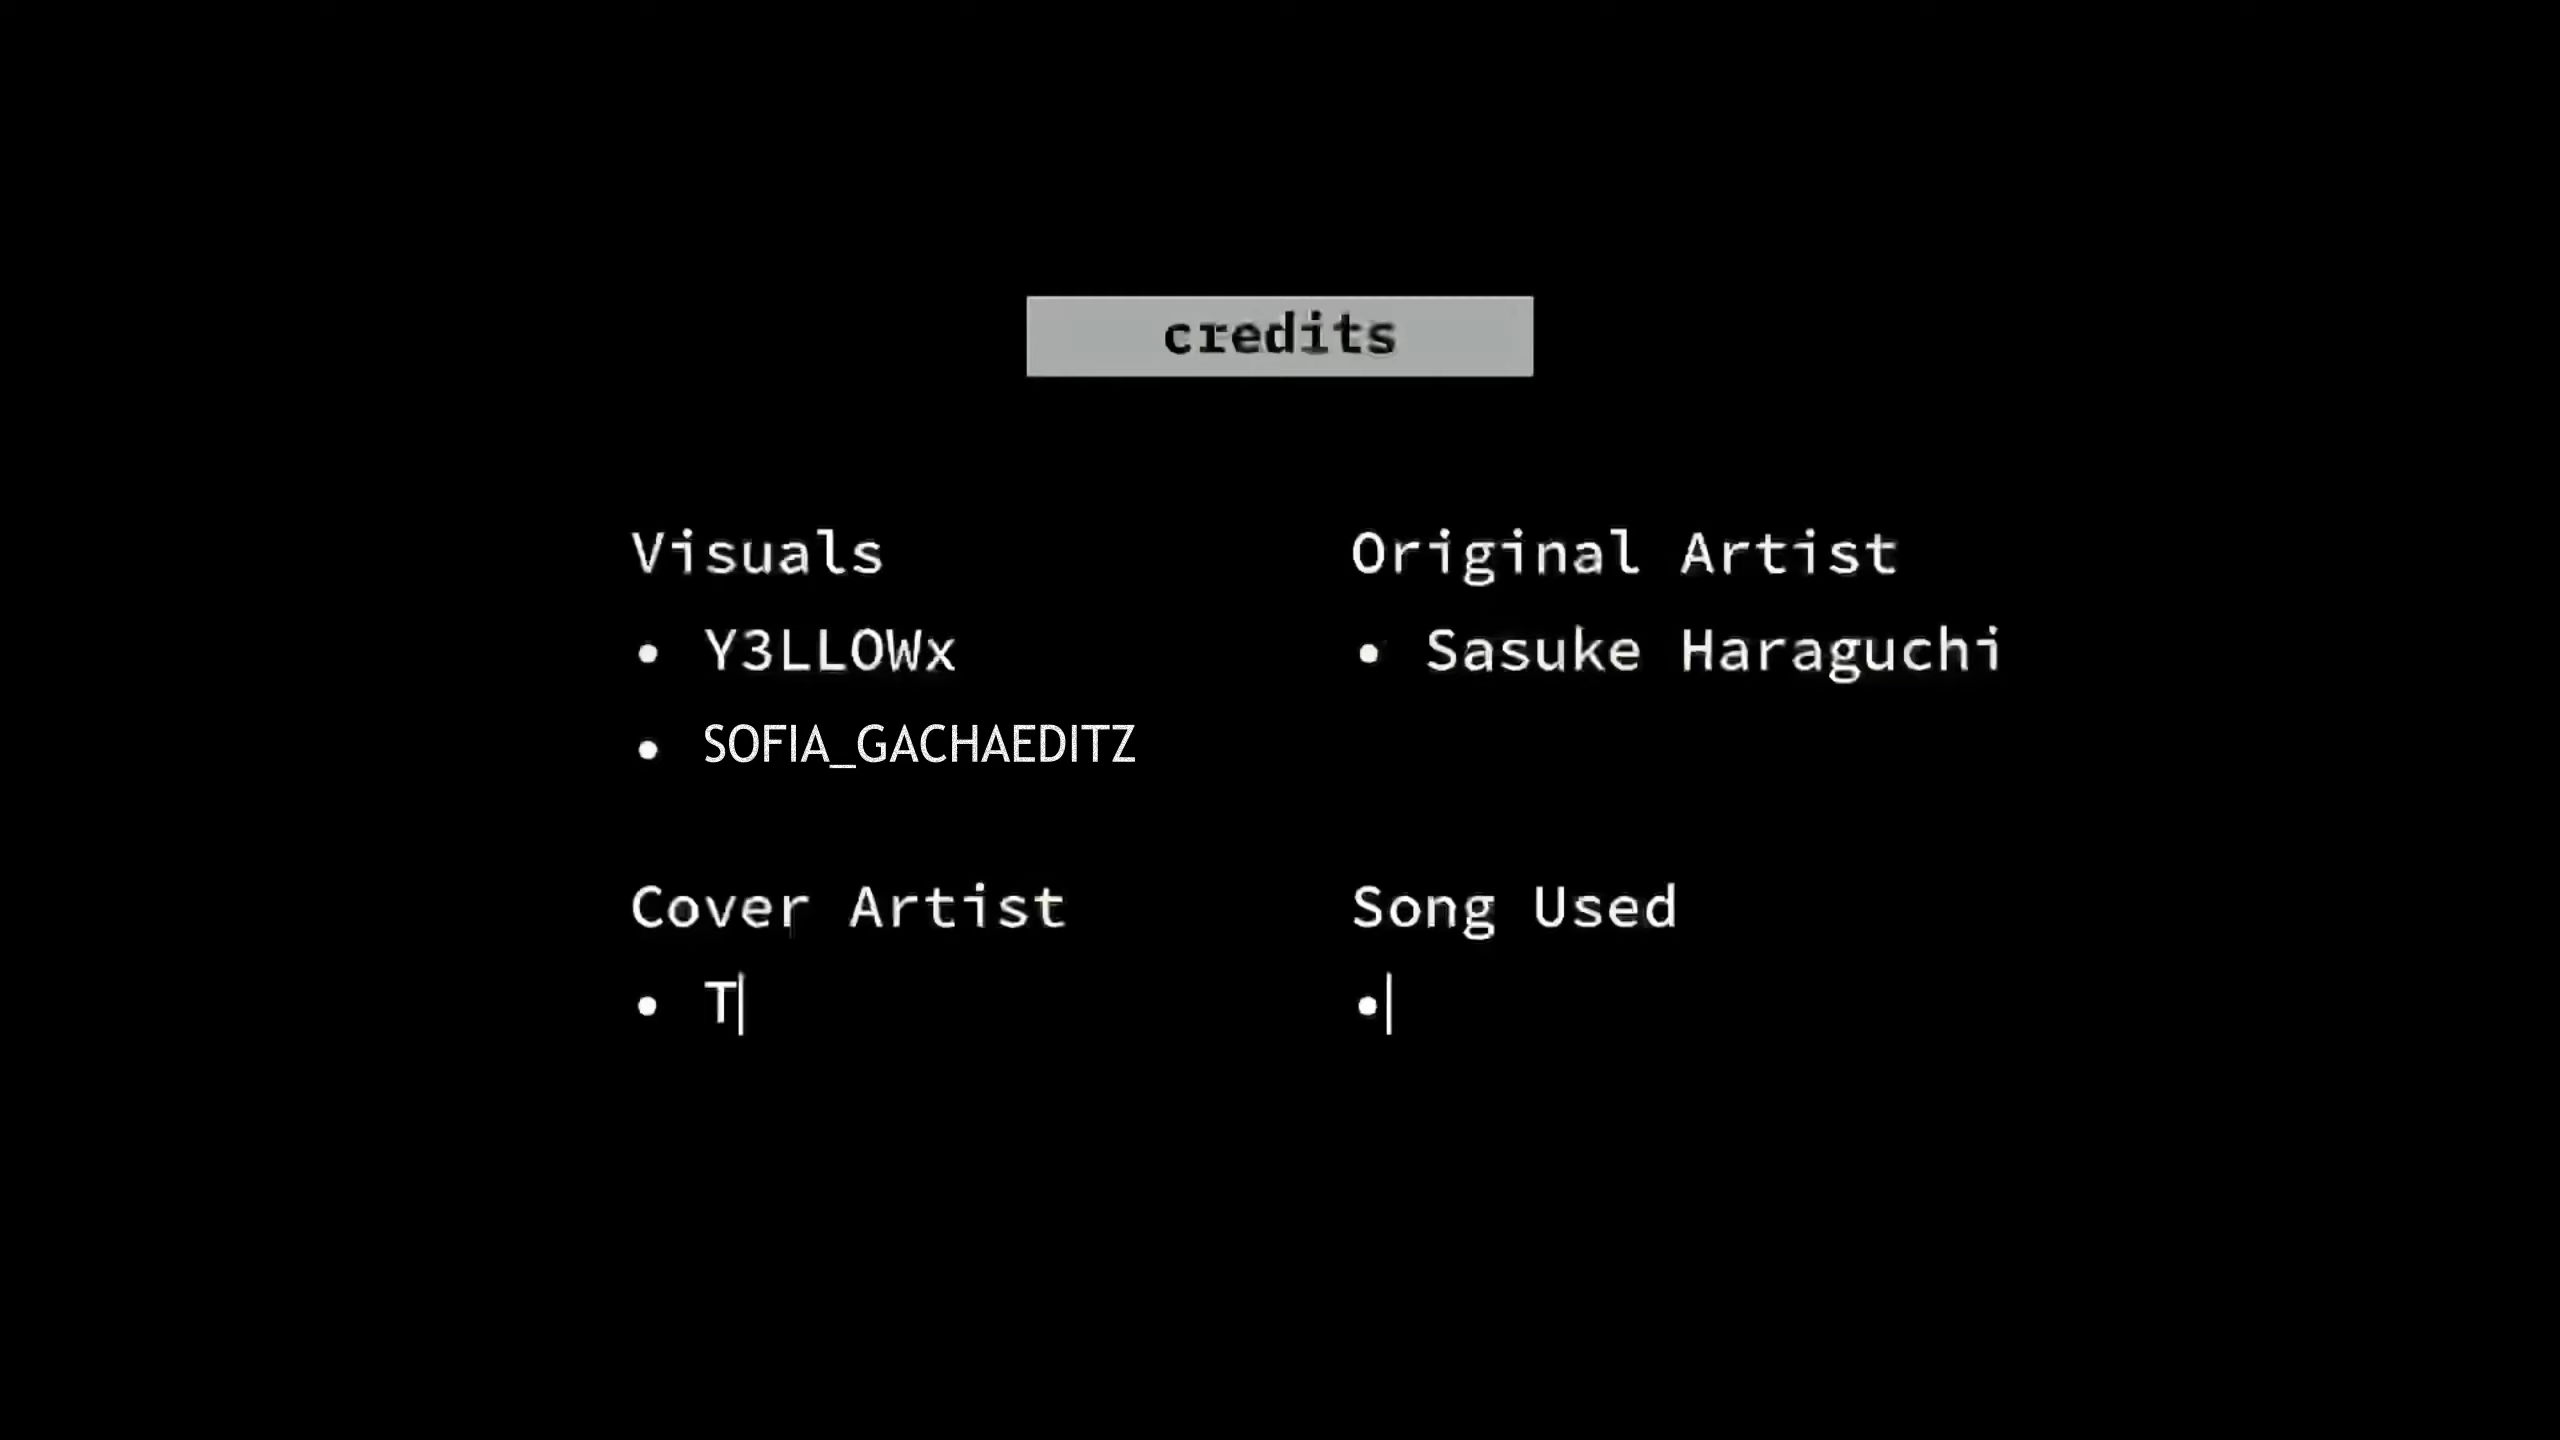 credits
Visuals
• Y3LLOWx
• SOFIA_GACHAEDITZ
Original Artist
• Sasuke Haraguchi
Cover Artist
• T
Song Used
•